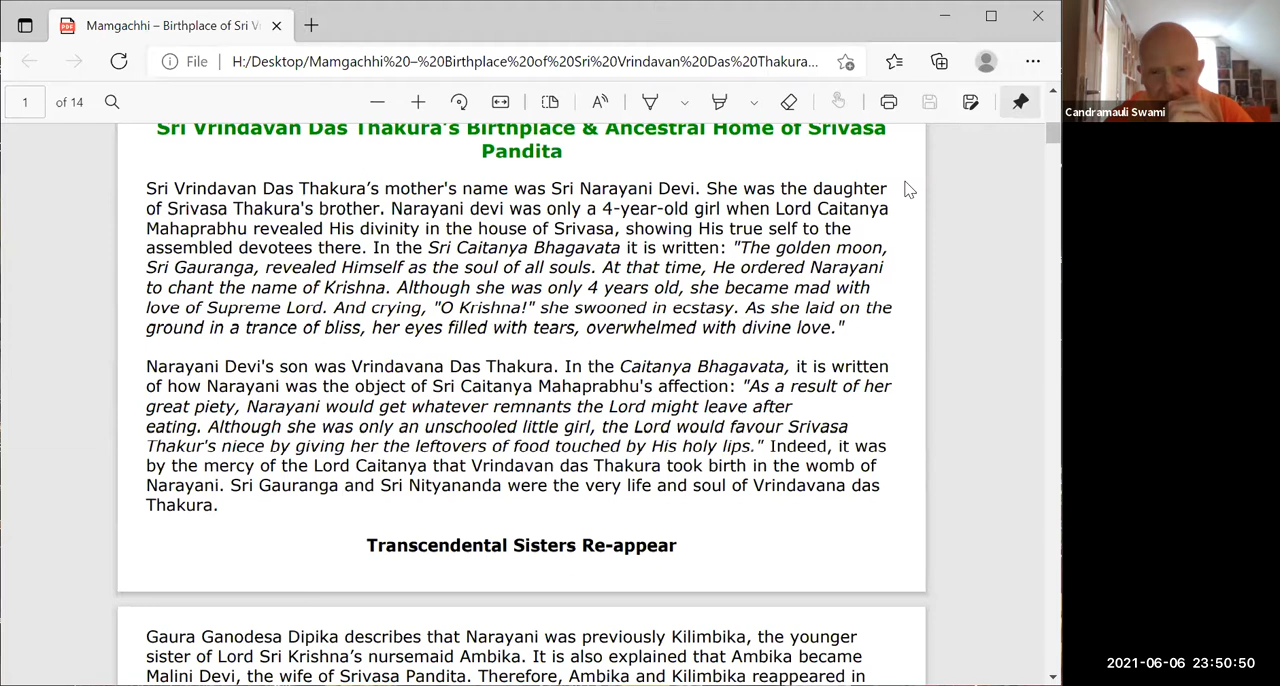 Mamgachhi – Birthplace of Sri V
File
H:/Desktop/Mamgachhi%20–%20Birthplace%20of%20Sri%20Vrindavan%20Das%20Thakura...
1 of 14
Sri Vrindavan Das Thakura's Birthplace & Ancestral Home of Srivasa
Pandita
Sri Vrindavan Das Thakura’s mother's name was Sri Narayani Devi. She was the daughter
of Srivasa Thakura's brother. Narayani devi was only a 4-year-old girl when Lord Caitanya
Mahaprabhu revealed His divinity in the house of Srivasa, showing His true self to the
assembled devotees there. In the Sri Caitanya Bhagavata it is written: "The golden moon,
Sri Gauranga, revealed Himself as the soul of all souls. At that time, He ordered Narayani
to chant the name of Krishna. Although she was only 4 years old, she became mad with
love of Supreme Lord. And crying, "O Krishna!" she swooned in ecstasy. As she laid on the
ground in a trance of bliss, her eyes filled with tears, overwhelmed with divine love."
Narayani Devi's son was Vrindavana Das Thakura. In the Caitanya Bhagavata, it is written
of how Narayani was the object of Sri Caitanya Mahaprabhu's affection: "As a result of her
great piety, Narayani would get whatever remnants the Lord might leave after
eating. Although she was only an unschooled little girl, the Lord would favour Srivasa
Thakur's niece by giving her the leftovers of food touched by His holy lips." Indeed, it was
by the mercy of the Lord Caitanya that Vrindavan das Thakura took birth in the womb of
Narayani. Sri Gauranga and Sri Nityananda were the very life and soul of Vrindavana das
Thakura.
Transcendental Sisters Re-appear
Gaura Ganodesa Dipika describes that Narayani was previously Kilimbika, the younger
sister of Lord Sri Krishna’s nursemaid Ambika. It is also explained that Ambika became
Malini Devi, the wife of Srivasa Pandita. Therefore, Ambika and Kilimbika reappeared in
Candramauli Swami
2021-06-06 23:50:50